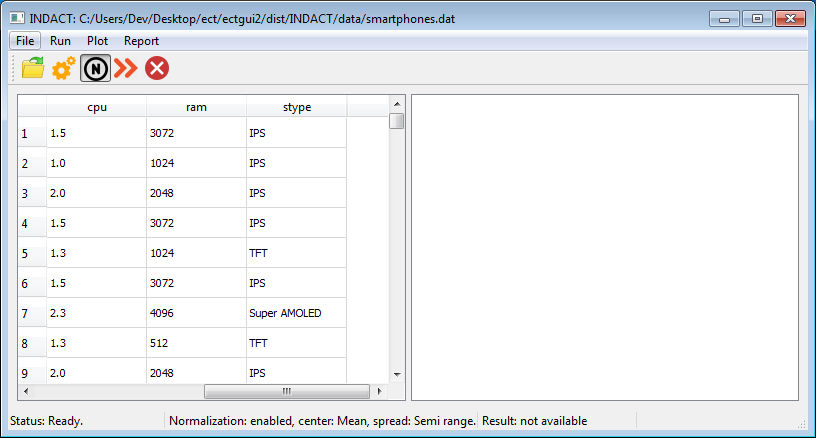 INDACT: C:/Users/Dev/Desktop/ect/ectgui2/dist/INDACT/data/smartphones.dat
File Run Plot Report
N
cpu ram stype
1 1.5 3072 IPS
2 1.0 1024 IPS
3 2.0 2048 IPS
4 1.5 3072 IPS
5 1.3 1024 TFT
6 1.5 3072 IPS
7 2.3 4096 Super AMOLED
8 1.3 512 TFT
9 2.0 2048 IPS
Status: Ready. Normalization: enabled, center: Mean, spread: Semi range. Result: not available